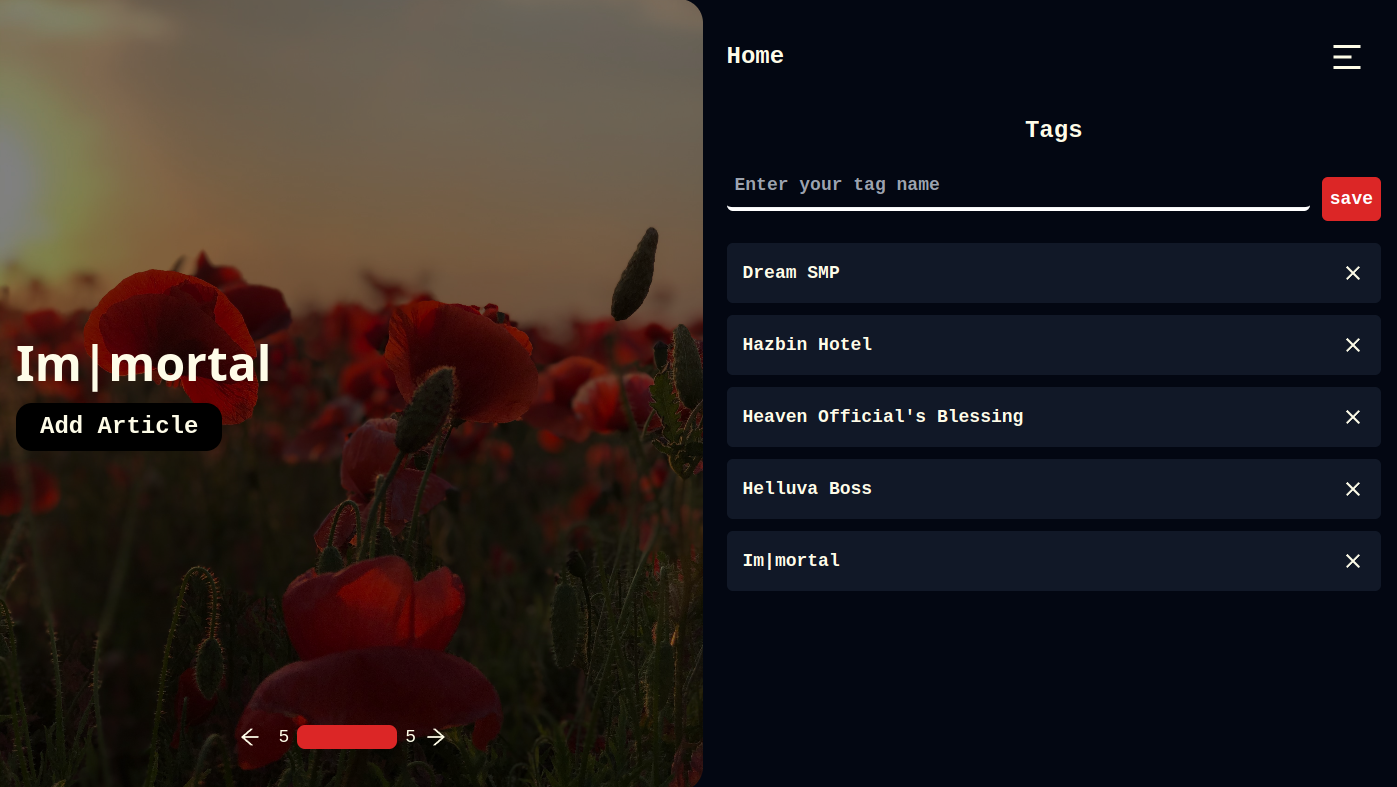 Im|mortal
Add Article
5 5
Home
Tags
Enter your tag name
save
Dream SMP
Hazbin Hotel
Heaven Official's Blessing
Helluva Boss
Im|mortal